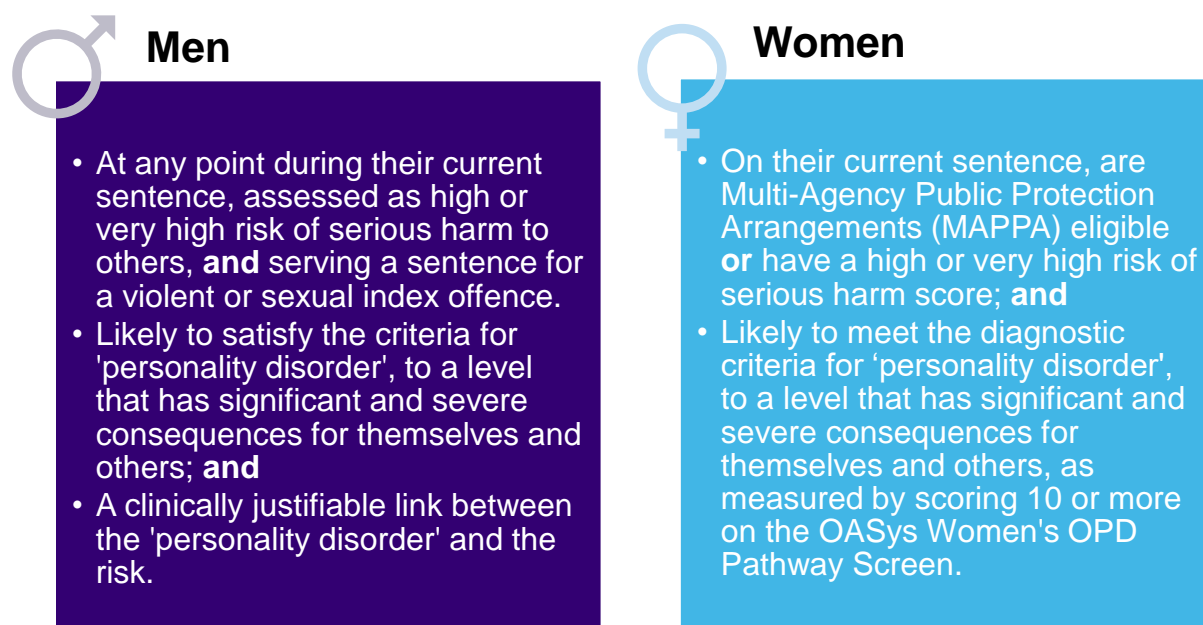 Men
• At any point during their current
sentence, assessed as high or
very high risk of serious harm to
others, and serving a sentence for
a violent or sexual index offence.
• Likely to satisfy the criteria for
'personality disorder', to a level
that has significant and severe
consequences for themselves and
others; and
• A clinically justifiable link between
the 'personality disorder' and the
risk.
Women
• On their current sentence, are
Multi-Agency Public Protection
Arrangements (MAPPA) eligible
or have a high or very high risk of
serious harm score; and
• Likely to meet the diagnostic
criteria for ‘personality disorder',
to a level that has significant and
severe consequences for
themselves and others, as
measured by scoring 10 or more
on the OASys Women's OPD
Pathway Screen.